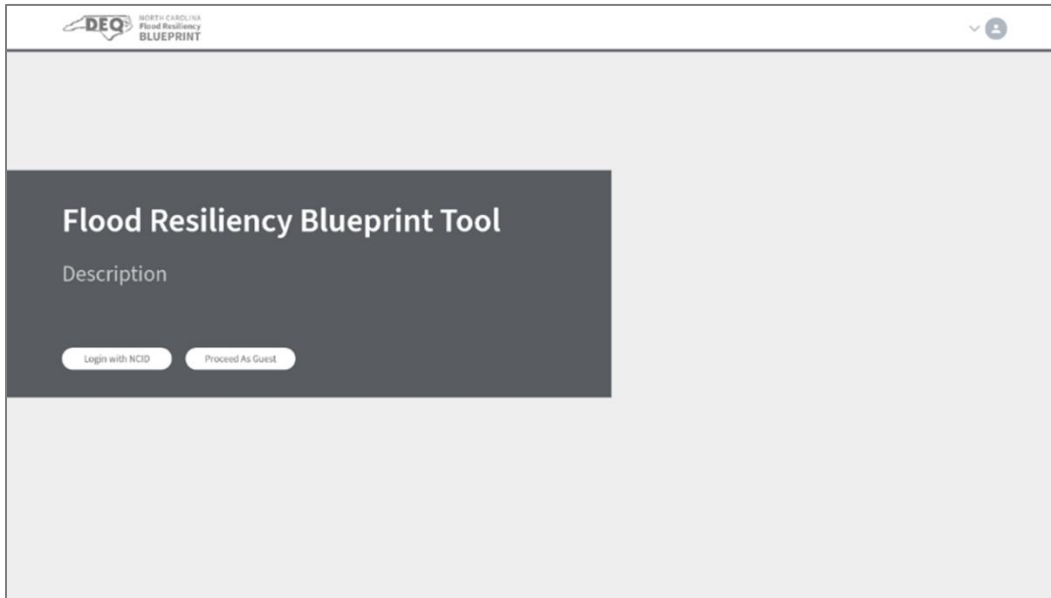 DEQ
NORTH CAROLINA
Flood Resiliency
BLUEPRINT
Flood Resiliency Blueprint Tool
Description
Login with NCID
Proceed As Guest